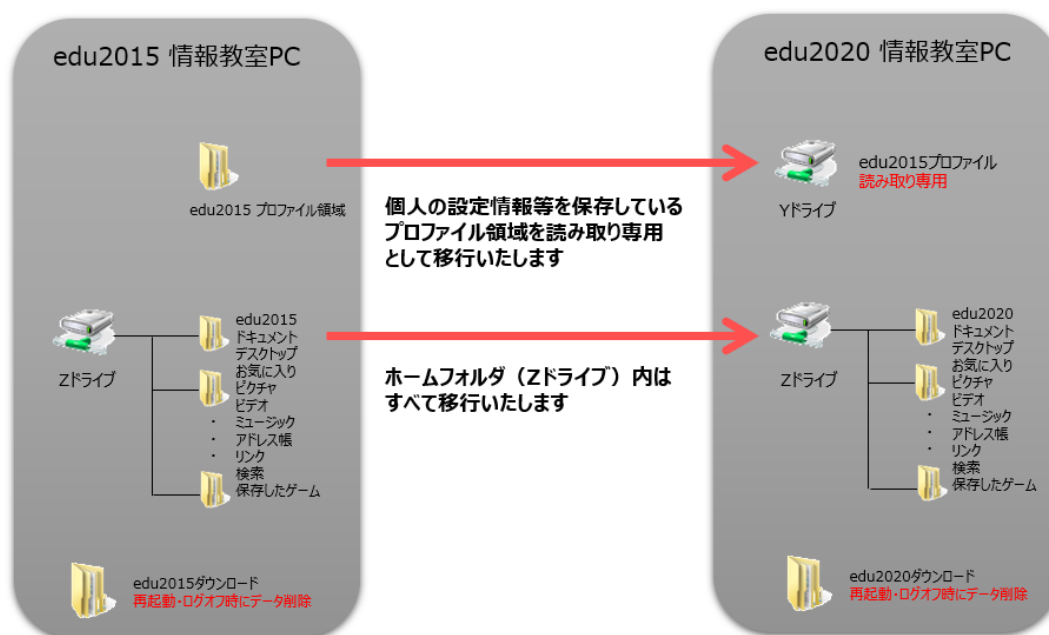 edu2015 情報教室PC
edu2015 プロファイル領域
Zドライブ
edu2015
ドキュメント
デスクトップ
お気に入り
ピクチャ
ビデオ
・ ミュージック
・ アドレス帳
・ リンク
検索
保存したゲーム
edu2015ダウンロード
再起動・ログオフ時にデータ削除
個人の設定情報等を保存している
プロファイル領域を読み取り専用
として移行いたします
ホームフォルダ（Zドライブ）内は
すべて移行いたします
edu2020 情報教室PC
edu2015プロファイル
読み取り専用
Yドライブ
Zドライブ
edu2020
ドキュメント
デスクトップ
お気に入り
ピクチャ
ビデオ
・ ミュージック
・ アドレス帳
・ リンク
検索
保存したゲーム
edu2020ダウンロード
再起動・ログオフ時にデータ削除